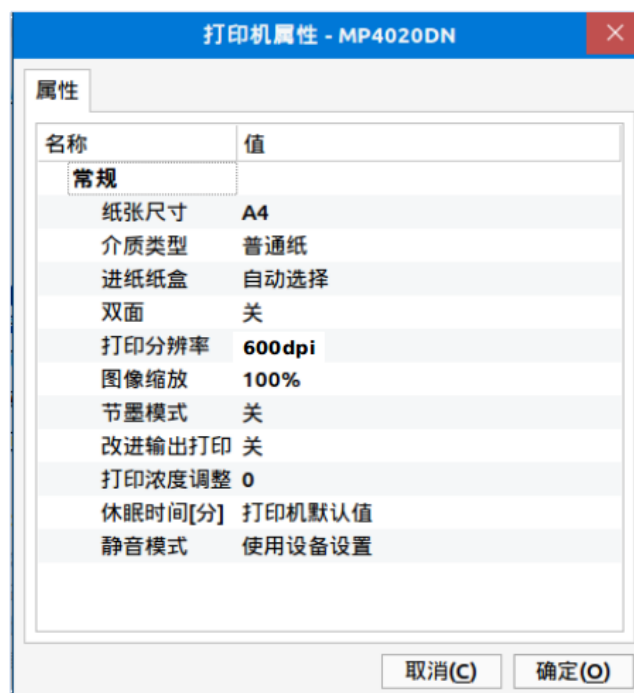 打印机属性 - MP4020DN
属性
名称 值
常规
纸张尺寸 A4
介质类型 普通纸
进纸纸盒 自动选择
双面 关
打印分辨率 600dpi
图像缩放 100%
节墨模式 关
改进输出打印 关
打印浓度调整 0
休眠时间[分] 打印机默认值
静音模式 使用设备设置
取消(C) 确定(O)